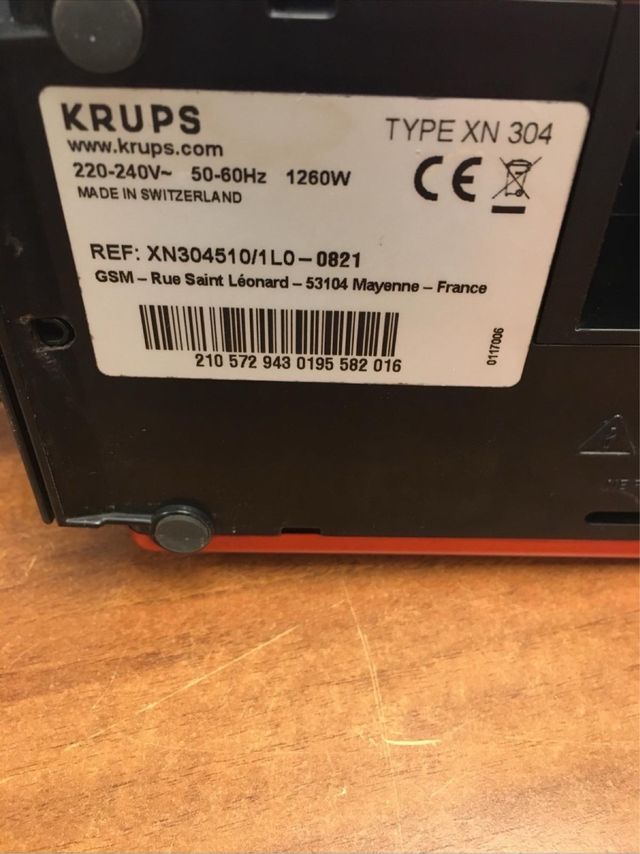 KRUPS
www.krups.com
TYPE XN 304
220-240V~ 50-60Hz 1260W
MADE IN SWITZERLAND
CE
REF: XN304510/1L0-0821
GSM – Rue Saint Léonard – 53104 Mayenne – France
210 572 943 0195 582 016
0117006